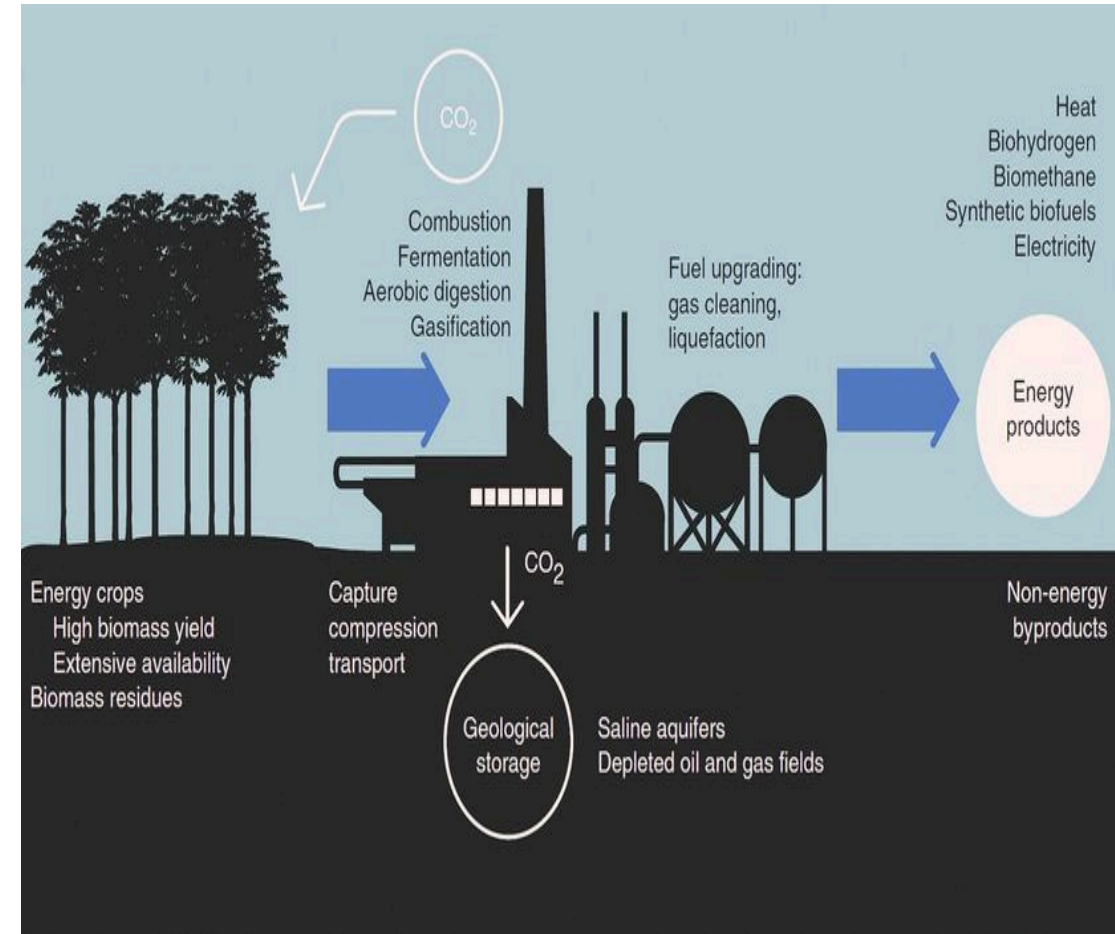 CO₂
Combustion
Fermentation
Aerobic digestion
Gasification
Fuel upgrading:
gas cleaning,
liquefaction
Heat
Biohydrogen
Biomethane
Synthetic biofuels
Electricity
Energy
products
Energy crops
High biomass yield
Extensive availability
Biomass residues
Capture
compression
transport
CO₂
Geological
storage
Saline aquifers
Depleted oil and gas fields
Non-energy
byproducts